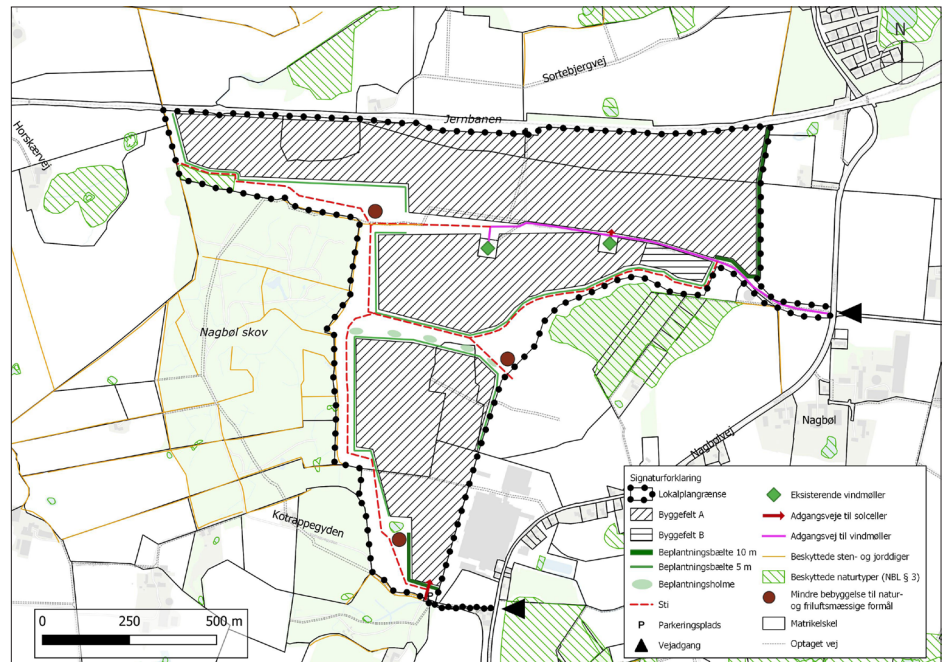 N
Sortebjergvej
Jernbanen
Horskærvej
Nagbøl skov
Nagbølvej
Nagbøl
Kotrappegyden
P
0 250 500 m
Signaturforklaring
Lokalplangrænse
Byggefelt A
Byggefelt B
Beplantningsbælte 10 m
Beplantningsbælte 5 m
Beplantningsholme
Sti
P Parkeringsplads
Vejadgang
Eksisterende vindmøller
Adgangsveje til solceller
Adgangsvej til vindmøller
Beskyttede sten- og jorddiger
Beskyttede naturtyper (NBL § 3)
Mindre bebyggelse til natur-
og friluftsmæssige formål
Matrikelskel
Optaget vej